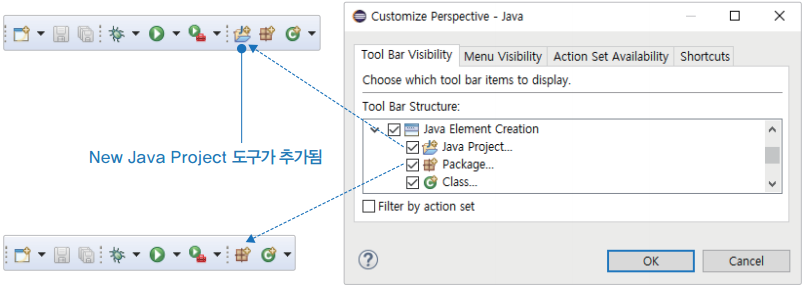 Customize Perspective - Java
Tool Bar Visibility Menu Visibility Action Set Availability Shortcuts
Choose which tool bar items to display.
Tool Bar Structure:
Java Element Creation
Java Project...
Package...
Class...
Filter by action set
OK Cancel
New Java Project 도구가 추가됨